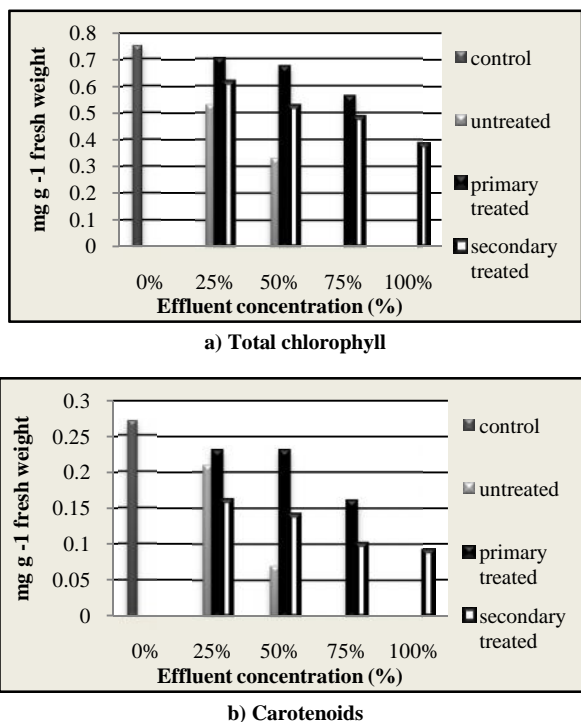 0.8
0.7
0.6
0.5
0.4
0.3
0.2
0.1
0
mg g -1 fresh weight
0% 25% 50% 75% 100%
Effluent concentration (%)
control
untreated
primary
treated
secondary
treated
a) Total chlorophyll
0.3
0.25
0.2
0.15
0.1
0.05
0
mg g -1 fresh weight
0% 25% 50% 75% 100%
Effluent concentration (%)
control
untreated
primary
treated
secondary
treated
b) Carotenoids